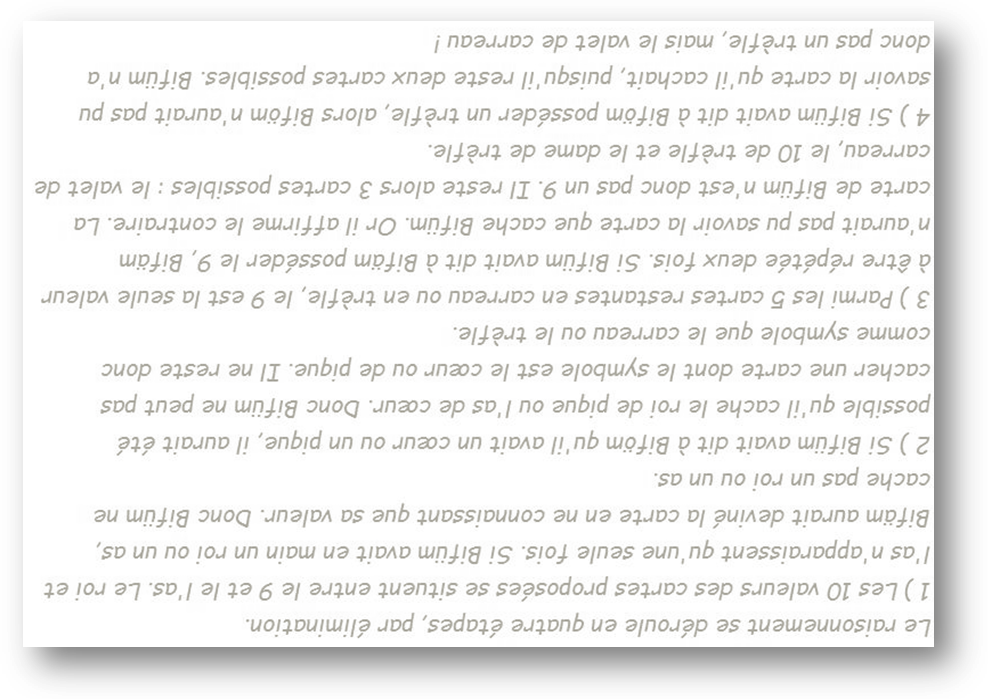 Le raisonnement se déroule en quatre étapes, par élimination.
1 ) Les 10 valeurs des cartes proposées se situent entre le 9 et le l'as. Le roi et
l'as n'apparaissent qu'une seule fois. Si Bifüm avait en main un roi ou un as,
Bifäm aurait deviné la carte en ne connaissant que sa valeur. Donc Bifüm ne
cache pas un roi ou un as.
2 ) Si Bifüm avait dit à Biföm qu'il avait un cœur ou un pique, il aurait été
possible qu'il cache le roi de pique ou l'as de cœur. Donc Bifüm ne peut pas
cacher une carte dont le symbole est le cœur ou de pique. Il ne reste donc
comme symbole que le carreau ou le trèfle.
3 ) Parmi les 5 cartes restantes en carreau ou en trèfle, le 9 est la seule valeur
à être répétée deux fois. Si Bifüm avait dit à Bifäm posséder le 9, Bifäm
n'aurait pas pu savoir la carte que cache Bifüm. Or il affirme le contraire. La
carte de Bifüm n'est donc pas un 9. Il reste alors 3 cartes possibles : le valet de
carreau, le 10 de trèfle et le dame de trèfle.
4 ) Si Bifüm avait dit à Biföm posséder un trèfle, alors Biföm n'aurait pas pu
savoir la carte qu'il cachait, puisqu'il reste deux cartes possibles. Bifüm n'a
donc pas un trèfle, mais le valet de carreau !